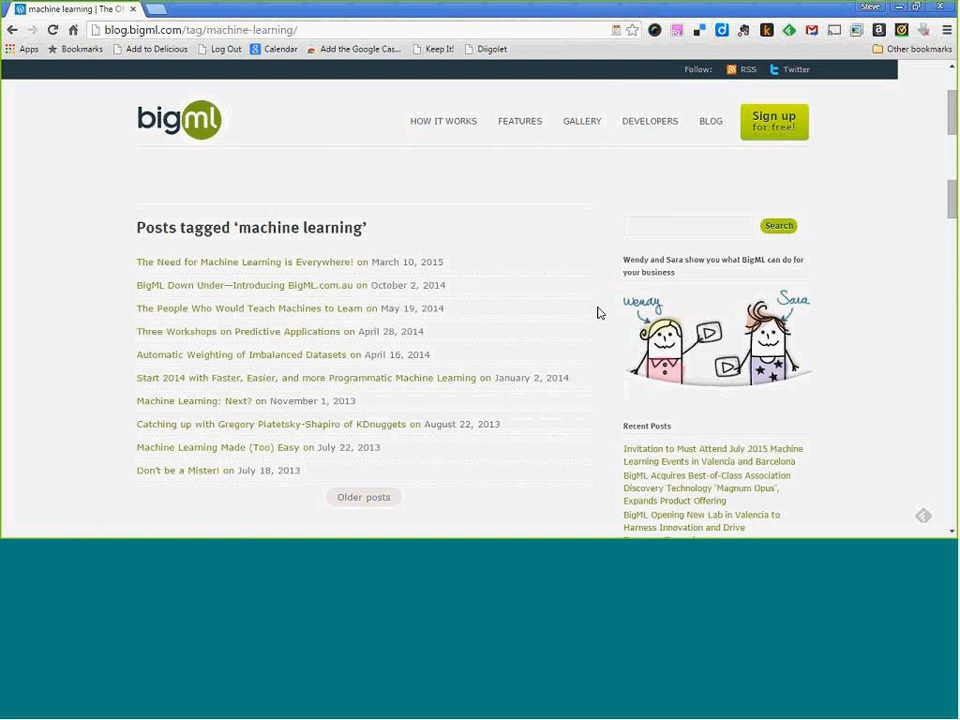 machine learning | The O
Steve
blog.bigml.com/tag/machine-learning/
Apps Bookmarks Add to Delicious Log Out Calendar Add the Google Cas... Keep It! Diigolet Other bookmarks
Follow: RSS Twitter
bigml HOW IT WORKS FEATURES GALLERY DEVELOPERS BLOG Sign up
for free!
Posts tagged ‘machine learning’
Search
The Need for Machine Learning is Everywhere! on March 10, 2015
BigML Down Under—Introducing BigML.com.au on October 2, 2014
The People Who Would Teach Machines to Learn on May 19, 2014
Three Workshops on Predictive Applications on April 28, 2014
Automatic Weighting of Imbalanced Datasets on April 16, 2014
Start 2014 with Faster, Easier, and more Programmatic Machine Learning on January 2, 2014
Machine Learning: Next? on November 1, 2013
Catching up with Gregory Piatetsky-Shapiro of KDnuggets on August 22, 2013
Machine Learning Made (Too) Easy on July 22, 2013
Don't be a Mister! on July 18, 2013
Older posts
Wendy and Sara show you what BigML can do for
your business
Wendy Sara
Recent Posts
Invitation to Must Attend July 2015 Machine
Learning Events in Valencia and Barcelona
BigML Acquires Best-of-Class Association
Discovery Technology ‘Magnum Opus’,
Expands Product Offering
BigML Opening New Lab in Valencia to
Harness Innovation and Drive